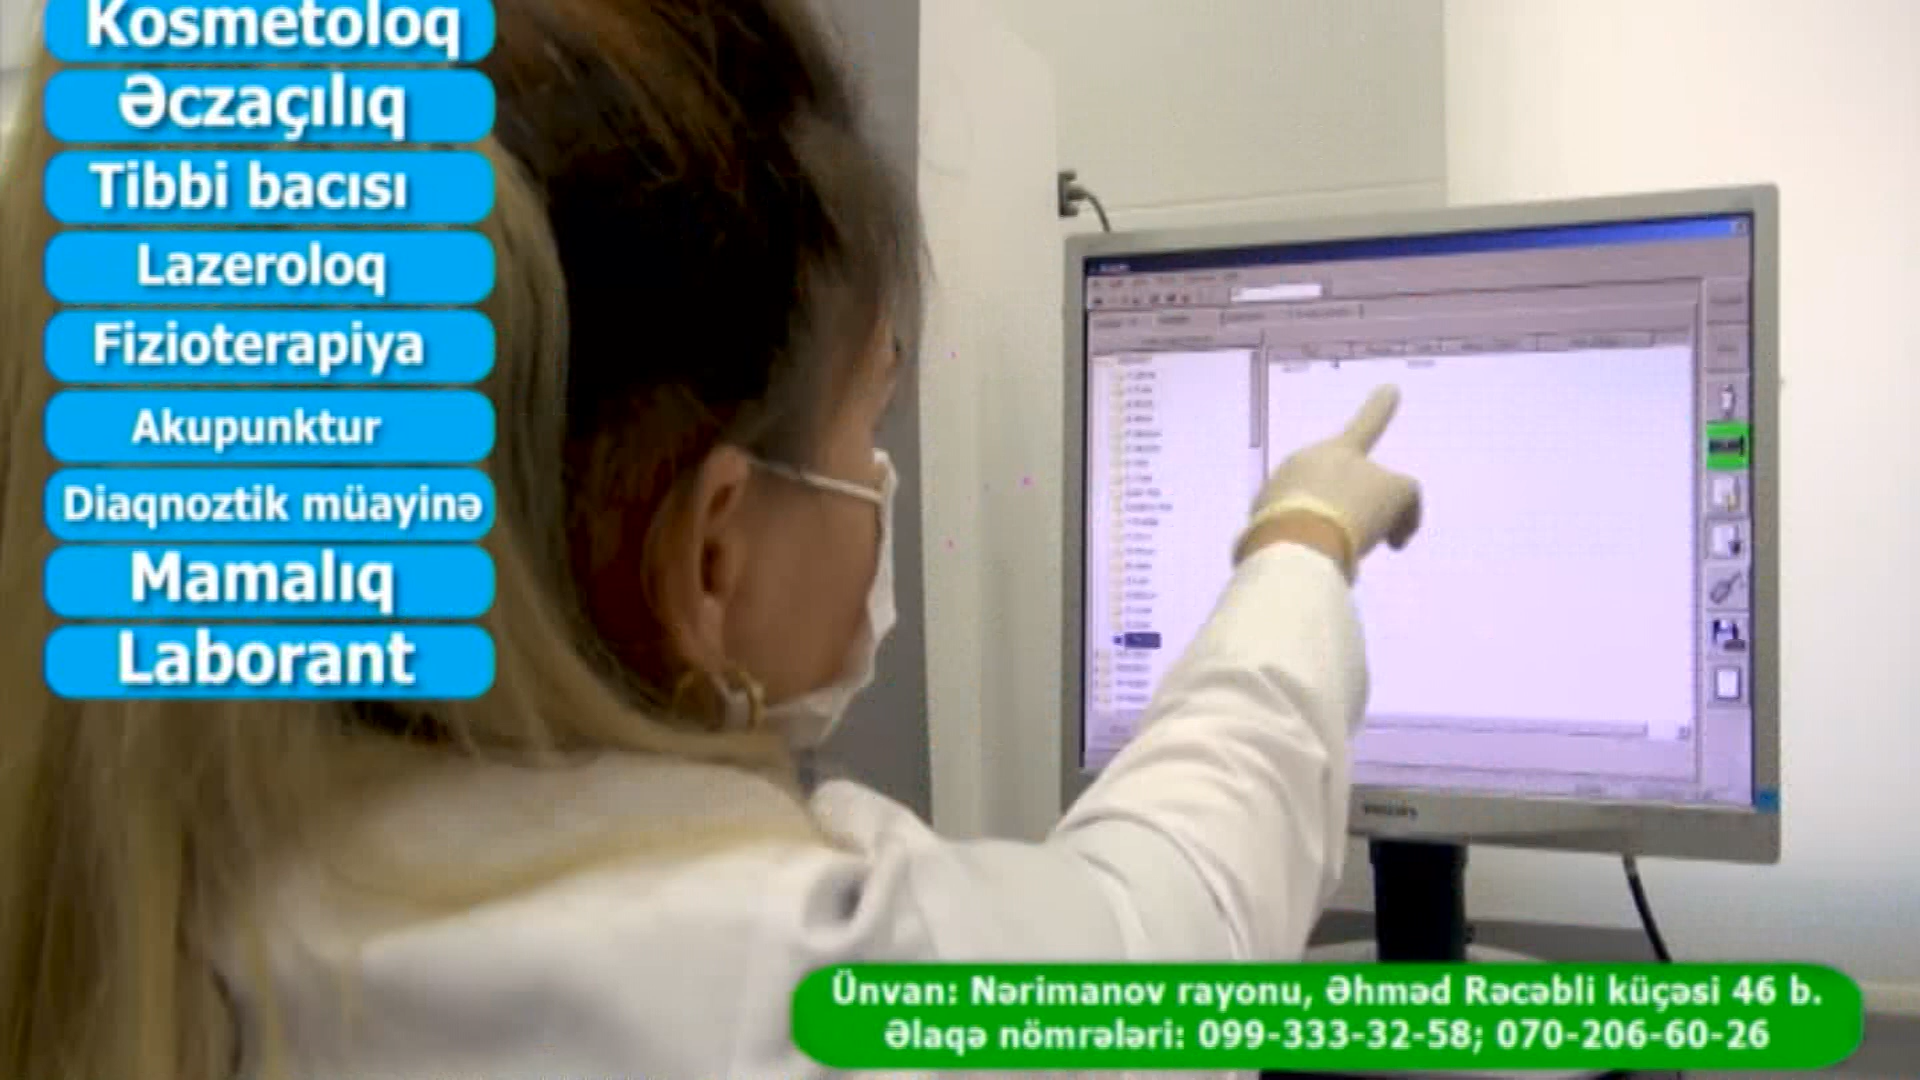 Kosmetoloq
Əczaçılıq
Tibbi bacısı
Lazeroloq
Fizioterapiya
Akupunktur
Diaqnoztik müayinə
Mamalıq
Laborant
Ünvan: Nərimanov rayonu, Əhməd Rəcəbli küçəsi 46 b.
Əlaqə nömrələri: 099-333-32-58; 070-206-60-26